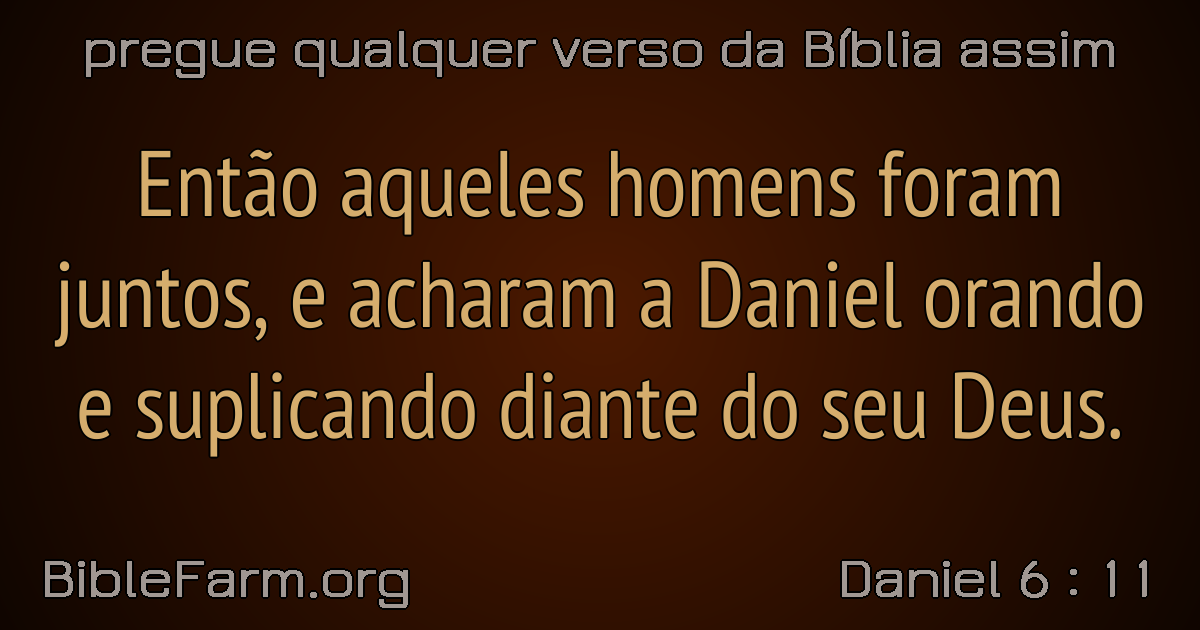 pregue qualquer verso da Bíblia assim
Então aqueles homens foram
juntos, e acharam a Daniel orando
e suplicando diante do seu Deus.
BibleFarm.org
Daniel 6 : 11